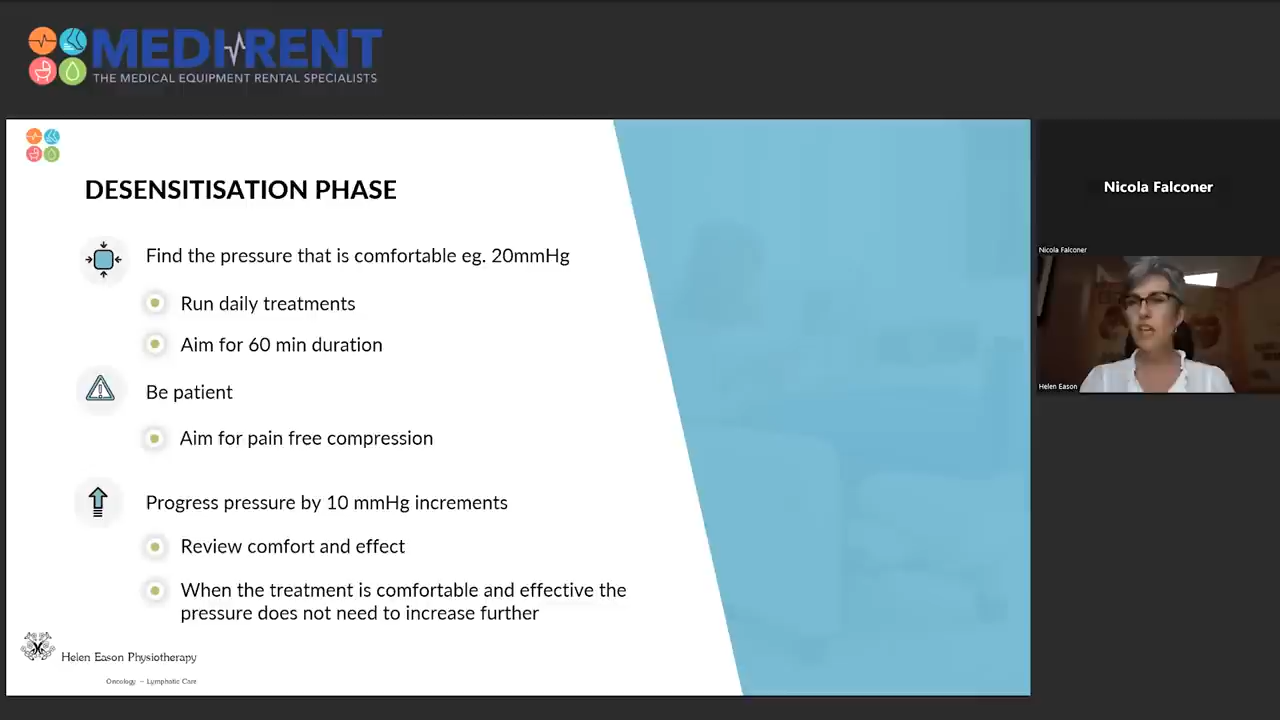 MEDI RENT
THE MEDICAL EQUIPMENT RENTAL SPECIALISTS
DESENSITISATION PHASE
Find the pressure that is comfortable eg. 20mmHg
Run daily treatments
Aim for 60 min duration
Be patient
Aim for pain free compression
Progress pressure by 10 mmHg increments
Review comfort and effect
When the treatment is comfortable and effective the
pressure does not need to increase further
Helen Eason Physiotherapy
Oncology – Lymphatic Care
Nicola Falconer
Nicola Falconer
Helen Eason